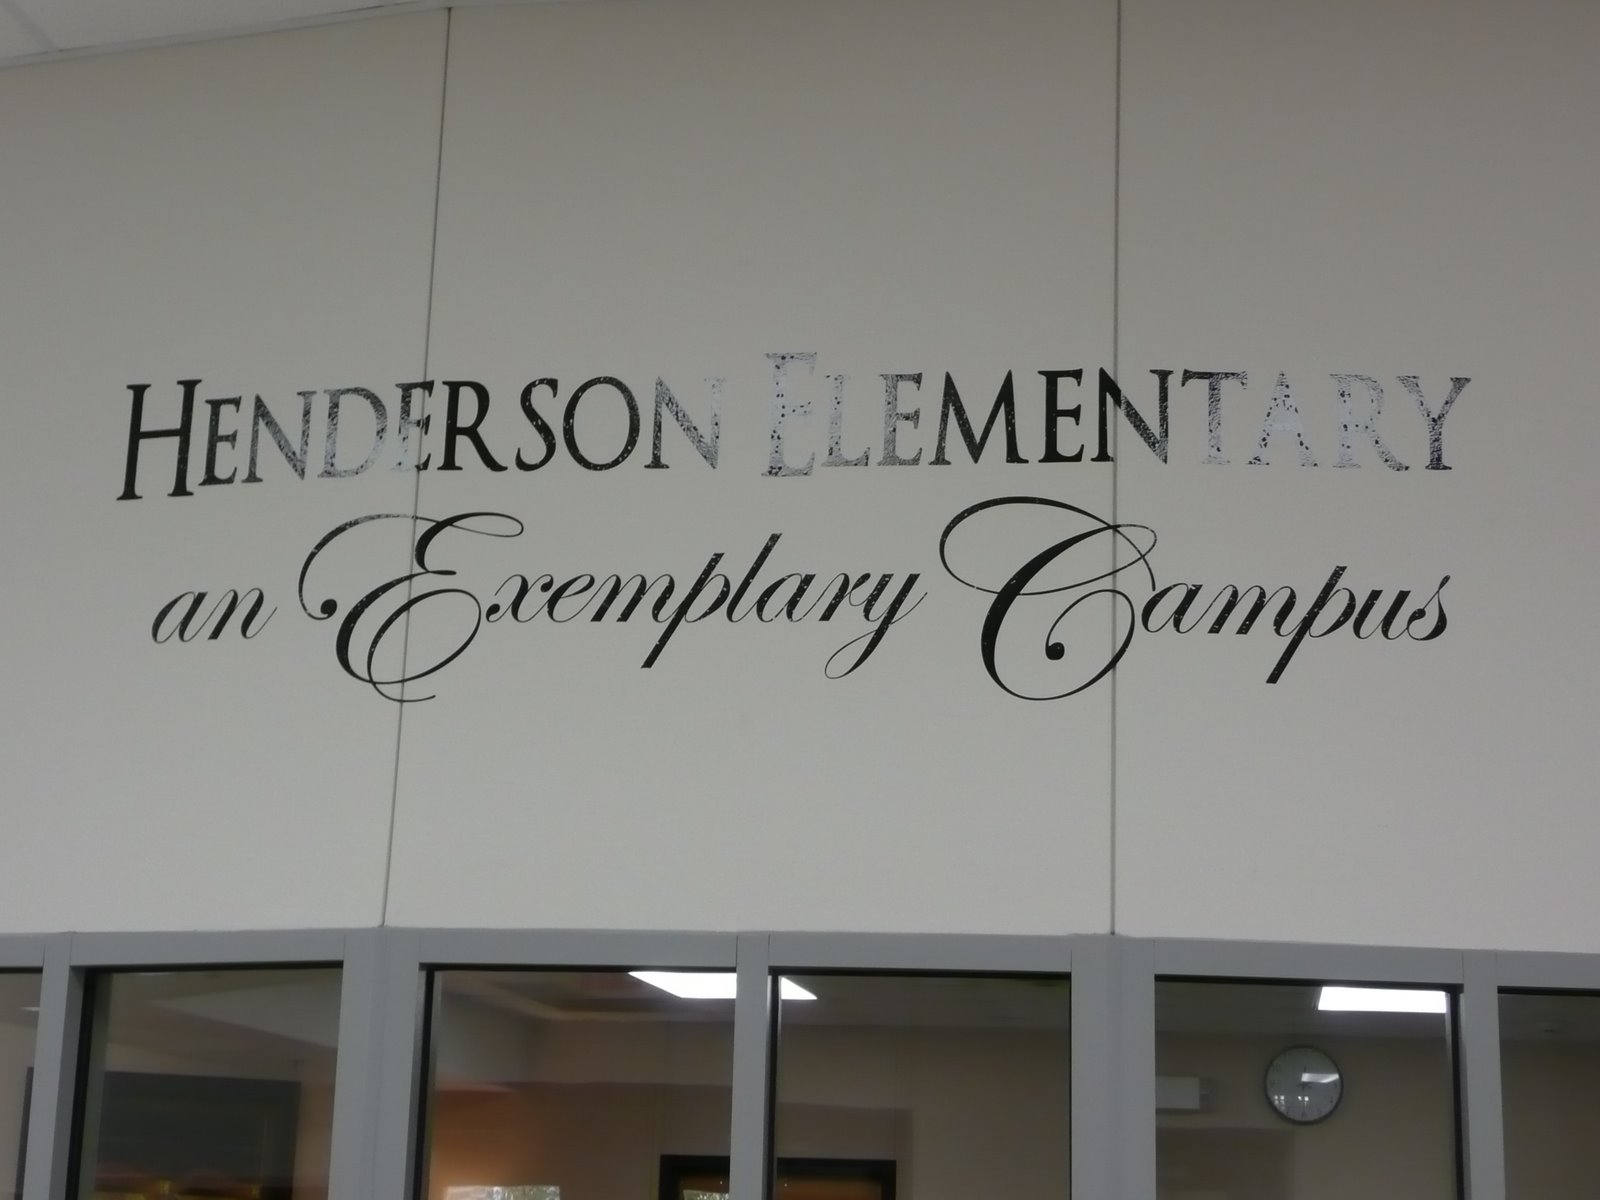 HENDERSON ELEMENTARY
an Exemplary Campus